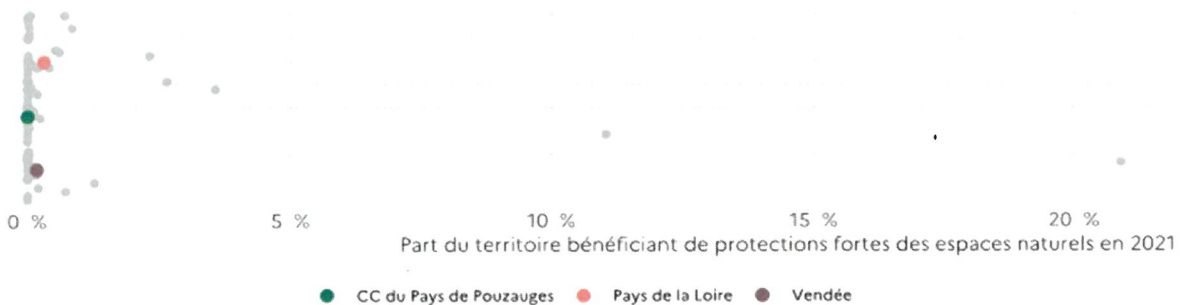 0 % 5 % 10 % 15 % 20 %
Part du territoire bénéficiant de protections fortes des espaces naturels en 2021
CC du Pays de Pouzauges Pays de la Loire Vendée